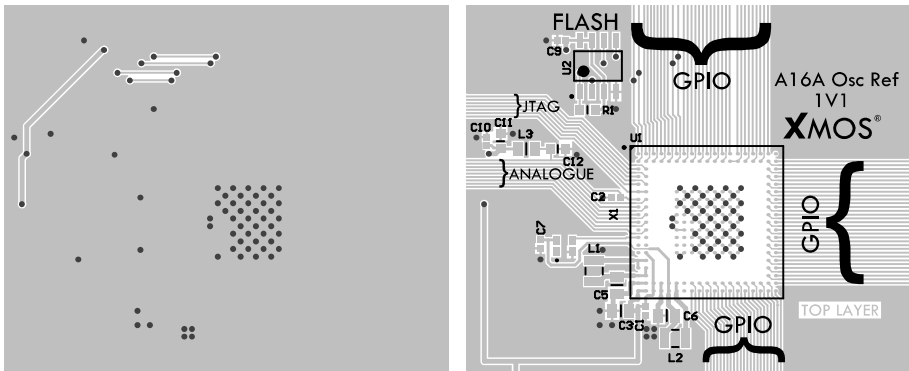 FLASH
C9
U2
GPIO
A16A Osc Ref
1V1
XMOS®
R1
JTAG
U1
C10
C11
L3
C12
ANALOGUE
C2
X1
GPIO
C7
L1
C5
C3
C1
C6
L2
TOP LAYER
GPIO